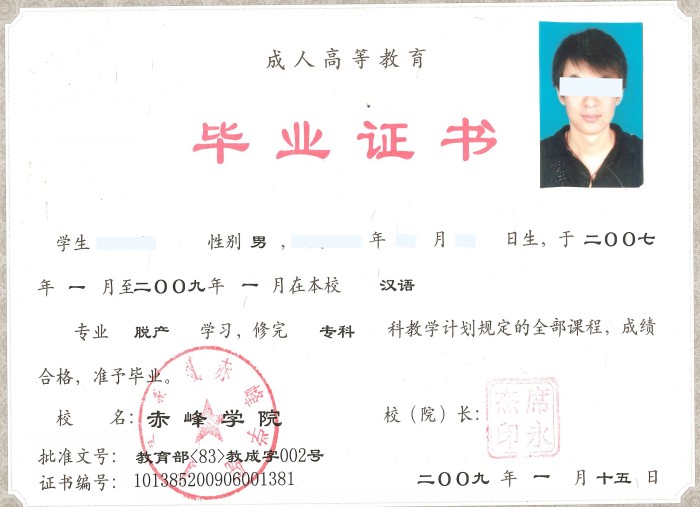 成人高等教育
毕业证书
学生 性别 男 , 年 月 日生, 于 二〇〇七
年 一 月至二〇〇九年 一 月在本校 汉语
专业 脱产 学习, 修完 专科 科教学计划规定的全部课程, 成绩
合格, 准予毕业。
校 名: 赤峰学院 校 (院) 长: 席永杰印
批准文号: 教育部<83>教成字002号
证书编号: 101385200906001381
二〇〇九 年 一 月 十五 日